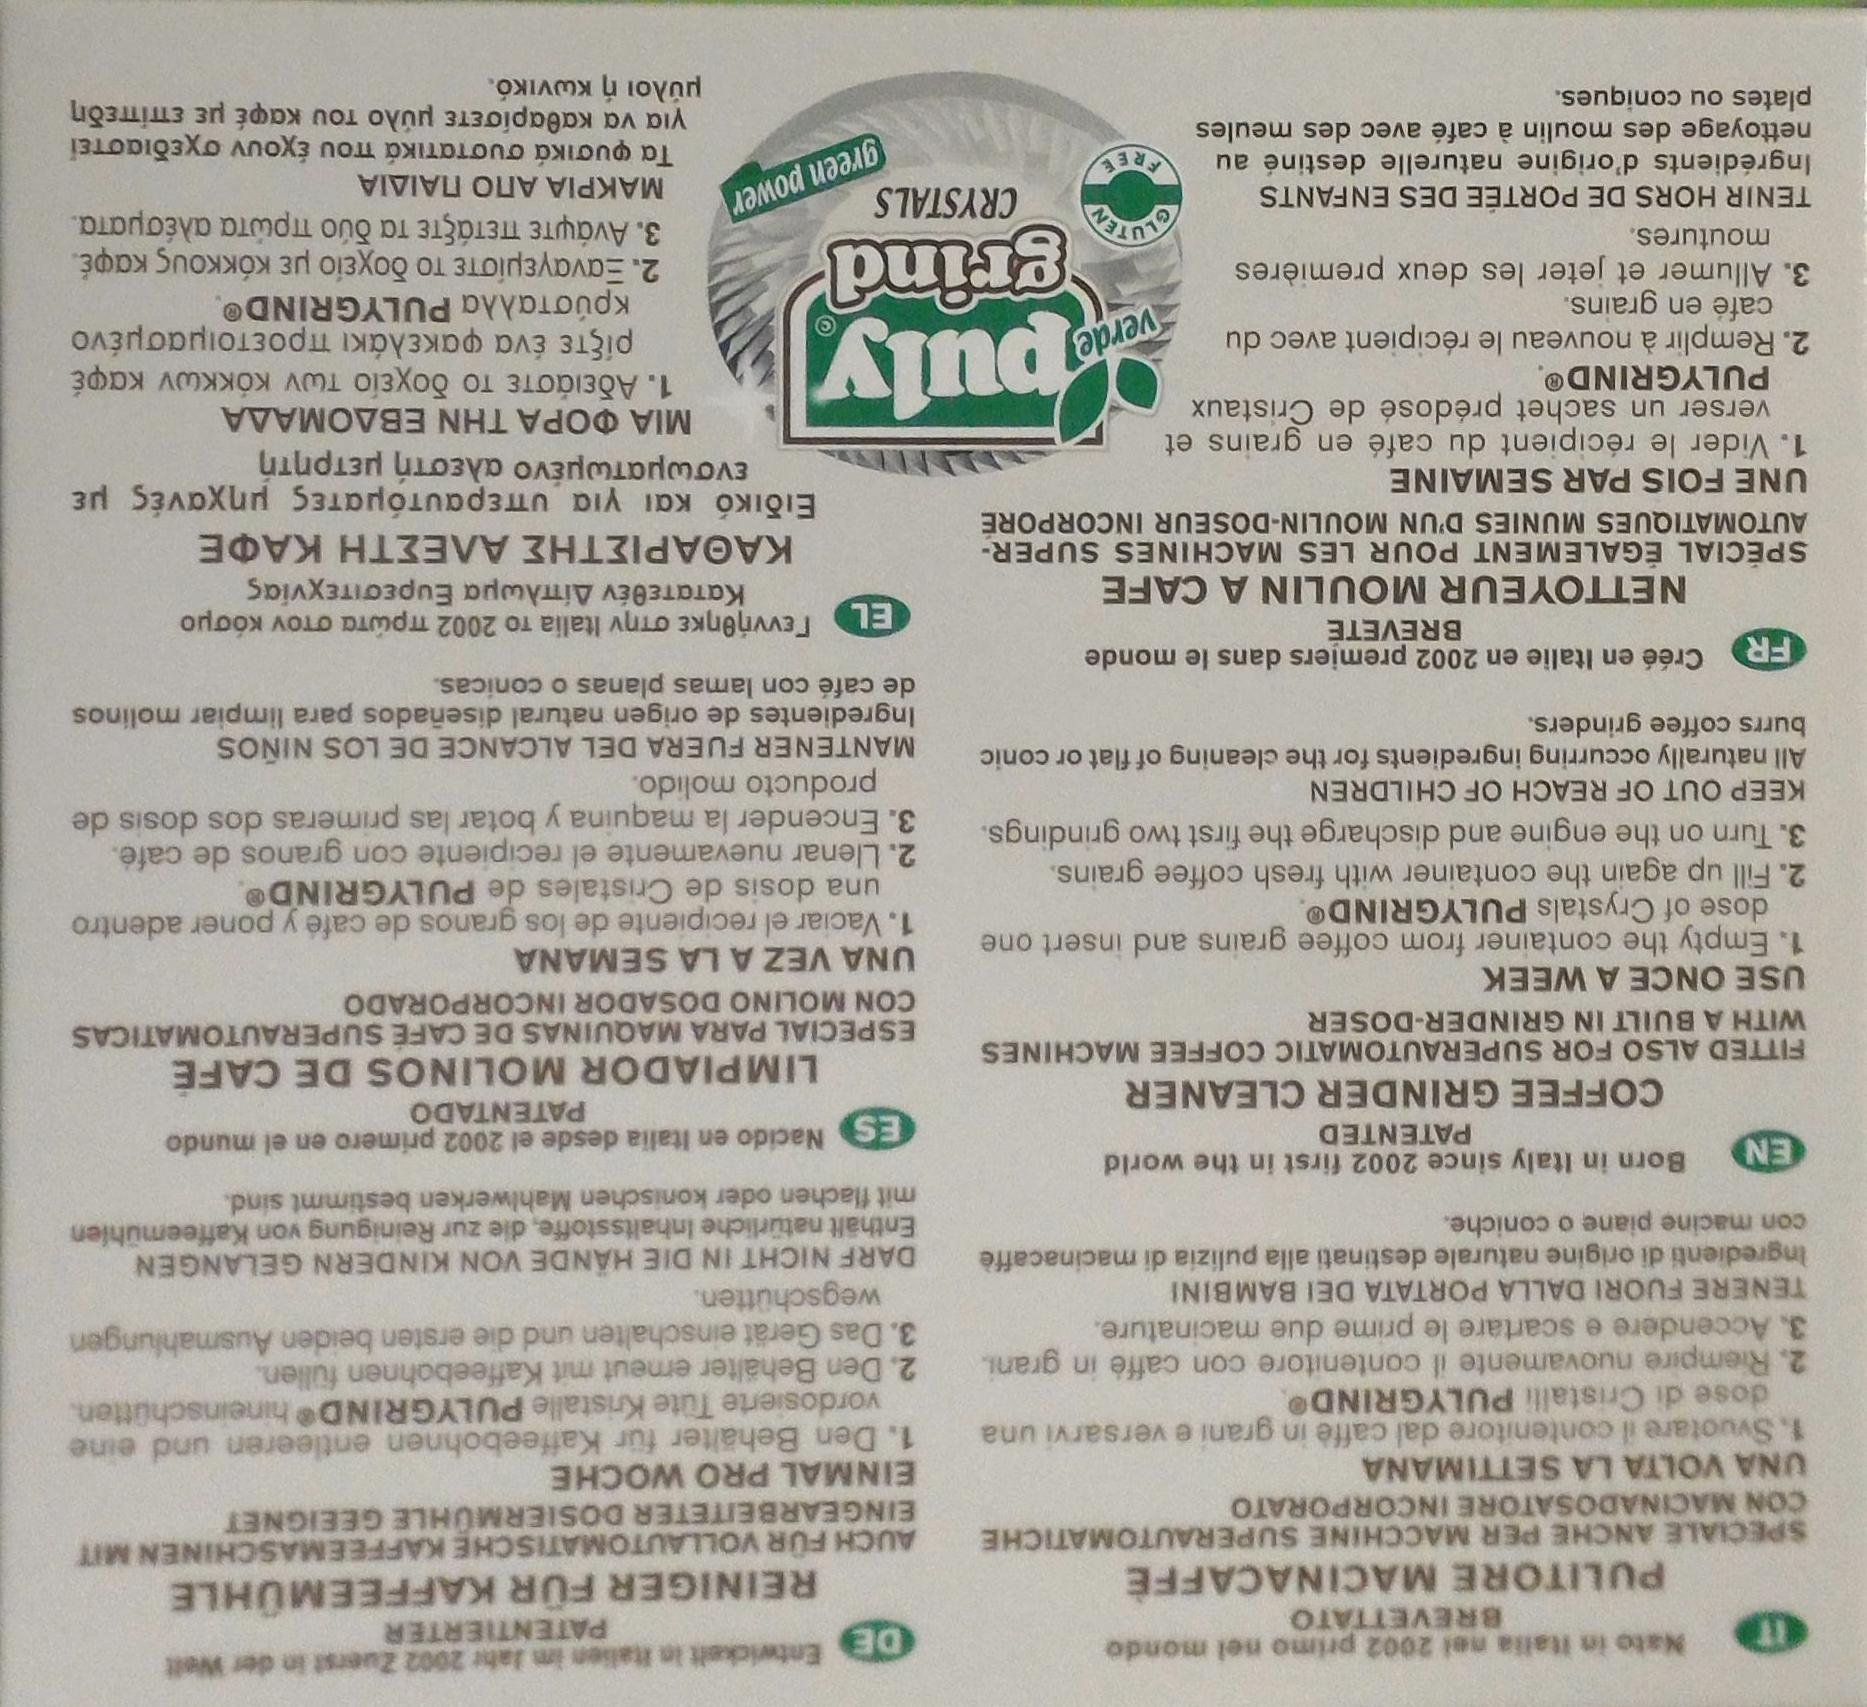 IT
Nato in Italia nel 2002 primo nel mondo
BREVETTATO
PULITORE MACINACAFFÈ
SPECIALE ANCHE PER MACCHINE SUPERAUTOMATICHE
CON MACINADOSATORE INCORPORATO
UNA VOLTA LA SETTIMANA
1. Svuotare il contenitore dal caffè in grani e versarvi una
dose di Cristalli PULYGRIND®.
2. Riempire nuovamente il contenitore con caffè in grani.
3. Accendere e scartare le prime due macinature.
TENERE FUORI DALLA PORTATA DEI BAMBINI
Ingredienti di origine naturale destinati alla pulizia di macinacaffè
con macine piane o coniche.
EN
Born in Italy since 2002 first in the world
PATENTED
COFFEE GRINDER CLEANER
FITTED ALSO FOR SUPERAUTOMATIC COFFEE MACHINES
WITH A BUILT IN GRINDER-DOSER
USE ONCE A WEEK
1. Empty the container from coffee grains and insert one
dose of Crystals PULYGRIND®.
2. Fill up again the container with fresh coffee grains.
3. Turn on the engine and discharge the first two grindings.
KEEP OUT OF REACH OF CHILDREN
All naturally occurring ingredients for the cleaning of flat or conic
burrs coffee grinders.
FR
Créé en Italie en 2002 premiers dans le monde
BREVETÉ
NETTOYEUR MOULIN A CAFE
SPÉCIAL ÉGALEMENT POUR LES MACHINES SUPER-
AUTOMATIQUES MUNIES D'UN MOULIN-DOSEUR INCORPORÉ
UNE FOIS PAR SEMAINE
1. Vider le récipient du café en grains et
verser un sachet prédosé de Cristaux
PULYGRIND®.
2. Remplir à nouveau le récipient avec du
café en grains.
3. Allumer et jeter les deux premières
moutures.
TENIR HORS DE PORTÉE DES ENFANTS
Ingrédients d'origine naturelle destiné au
nettoyage des moulin à café avec des meules
plates ou coniques.
DE
Entwickelt in Italien im Jahr 2002 Zuerst in der Welt
PATENTIERTER
REINIGER FÜR KAFFEEMÜHLE
AUCH FÜR VOLLAUTOMATISCHE KAFFEEMASCHINEN MIT
EINGEARBEITETER DOSIERMÜHLE GEEIGNET
EINMAL PRO WOCHE
1. Den Behälter für Kaffeebohnen entleeren und eine
vordosierte Tüte Kristalle PULYGRIND® hineinschütten.
2. Den Behälter erneut mit Kaffeebohnen füllen.
3. Das Gerät einschalten und die ersten beiden Ausmahlungen
wegschütten.
DARF NICHT IN DIE HÄNDE VON KINDERN GELANGEN
Enthält natürliche Inhaltsstoffe, die zur Reinigung von Kaffeemühlen
mit flachen oder konischen Mahlwerken bestimmt sind.
ES
Nacido en Italia desde el 2002 primero en el mundo
PATENTADO
LIMPIADOR MOLINOS DE CAFÉ
ESPECIAL PARA MAQUINAS DE CAFÉ SUPERAUTOMATICAS
CON MOLINO DOSADOR INCORPORADO
UNA VEZ A LA SEMANA
1. Vaciar el recipiente de los granos de café y poner adentro
una dosis de Cristales de PULYGRIND®.
2. Llenar nuevamente el recipiente con granos de café.
3. Encender la maquina y botar las primeras dos dosis de
producto molido.
MANTENER FUERA DEL ALCANCE DE LOS NIÑOS
Ingredientes de origen natural diseñados para limpiar molinos
de café con lamas planas o conicas.
EL
Γεννήθηκε στην Italia το 2002 πρώτα στον κόσμο
Κατατεθέν Δίπλωμα Ευρεσιτεχνίας
ΚΑΘΑΡΙΣΤΗΣ ΑΛΕΣΤΗ ΚΑΦΕ
Ειδικό και για υπεραυτόματες μηχανές με
ενσωματωμένο αλεστή μετρητή
ΜΙΑ ΦΟΡΑ ΤΗΝ ΕΒΔΟΜΑΔΑ
1. Αδειάστε το δοχείο των κόκκων καφέ
ρίξτε ένα φακελάκι προετοιμασμένο
κρύσταλλα PULYGRIND®.
2. Ξαναγεμίστε το δοχείο με κόκκους καφέ.
3. Ανάψτε πετάξτε τα δύο πρώτα αλέσματα.
ΜΑΚΡΙΑ ΑΠΟ ΠΑΙΔΙΑ
Τα φυσικά συστατικά που έχουν σχεδιαστεί
για να καθαρίσετε μύλο του καφέ με επίπεδη
μύλοι ή κωνικό.
puly®
verde
grind
CRYSTALS
green power
GLUTEN
FREE